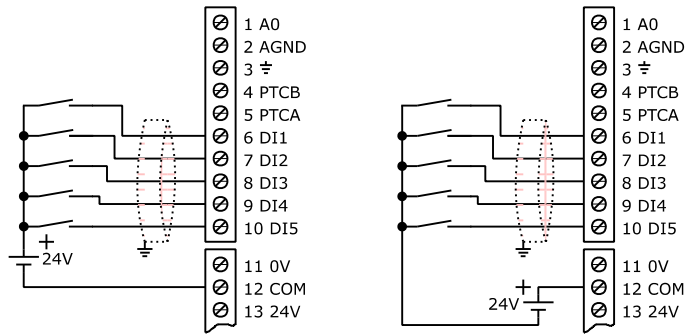 1 A0
2 AGND
3
4 PTCB
5 PTCA
6 DI1
7 DI2
8 DI3
9 DI4
10 DI5
+
24V
11 0V
12 COM
13 24V
1 A0
2 AGND
3
4 PTCB
5 PTCA
6 DI1
7 DI2
8 DI3
9 DI4
10 DI5
11 0V
+
12 COM
24V
13 24V